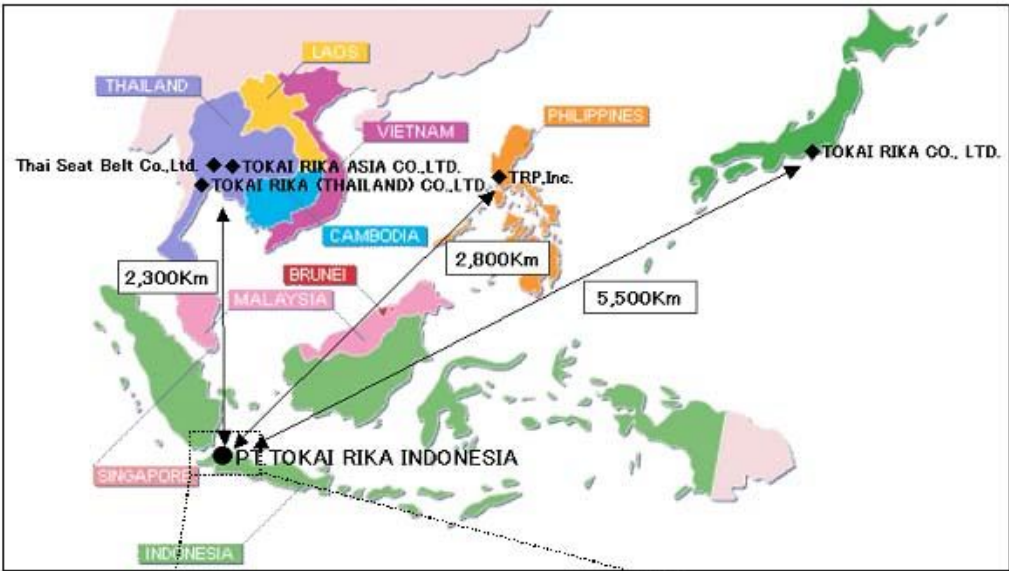 LAOS
THAILAND
VIETNAM
PHILIPPINES
Thai Seat Belt Co.,Ltd.
TOKAI RIKA ASIA CO.LTD.
TOKAI RIKA (THAILAND) CO.,LTD.
TRP,Inc.
TOKAI RIKA CO., LTD.
CAMBODIA
2,300Km
2,800Km
BRUNEI
MALAYSIA
5,500Km
PT TOKAI RIKA INDONESIA
SINGAPORE
INDONESIA